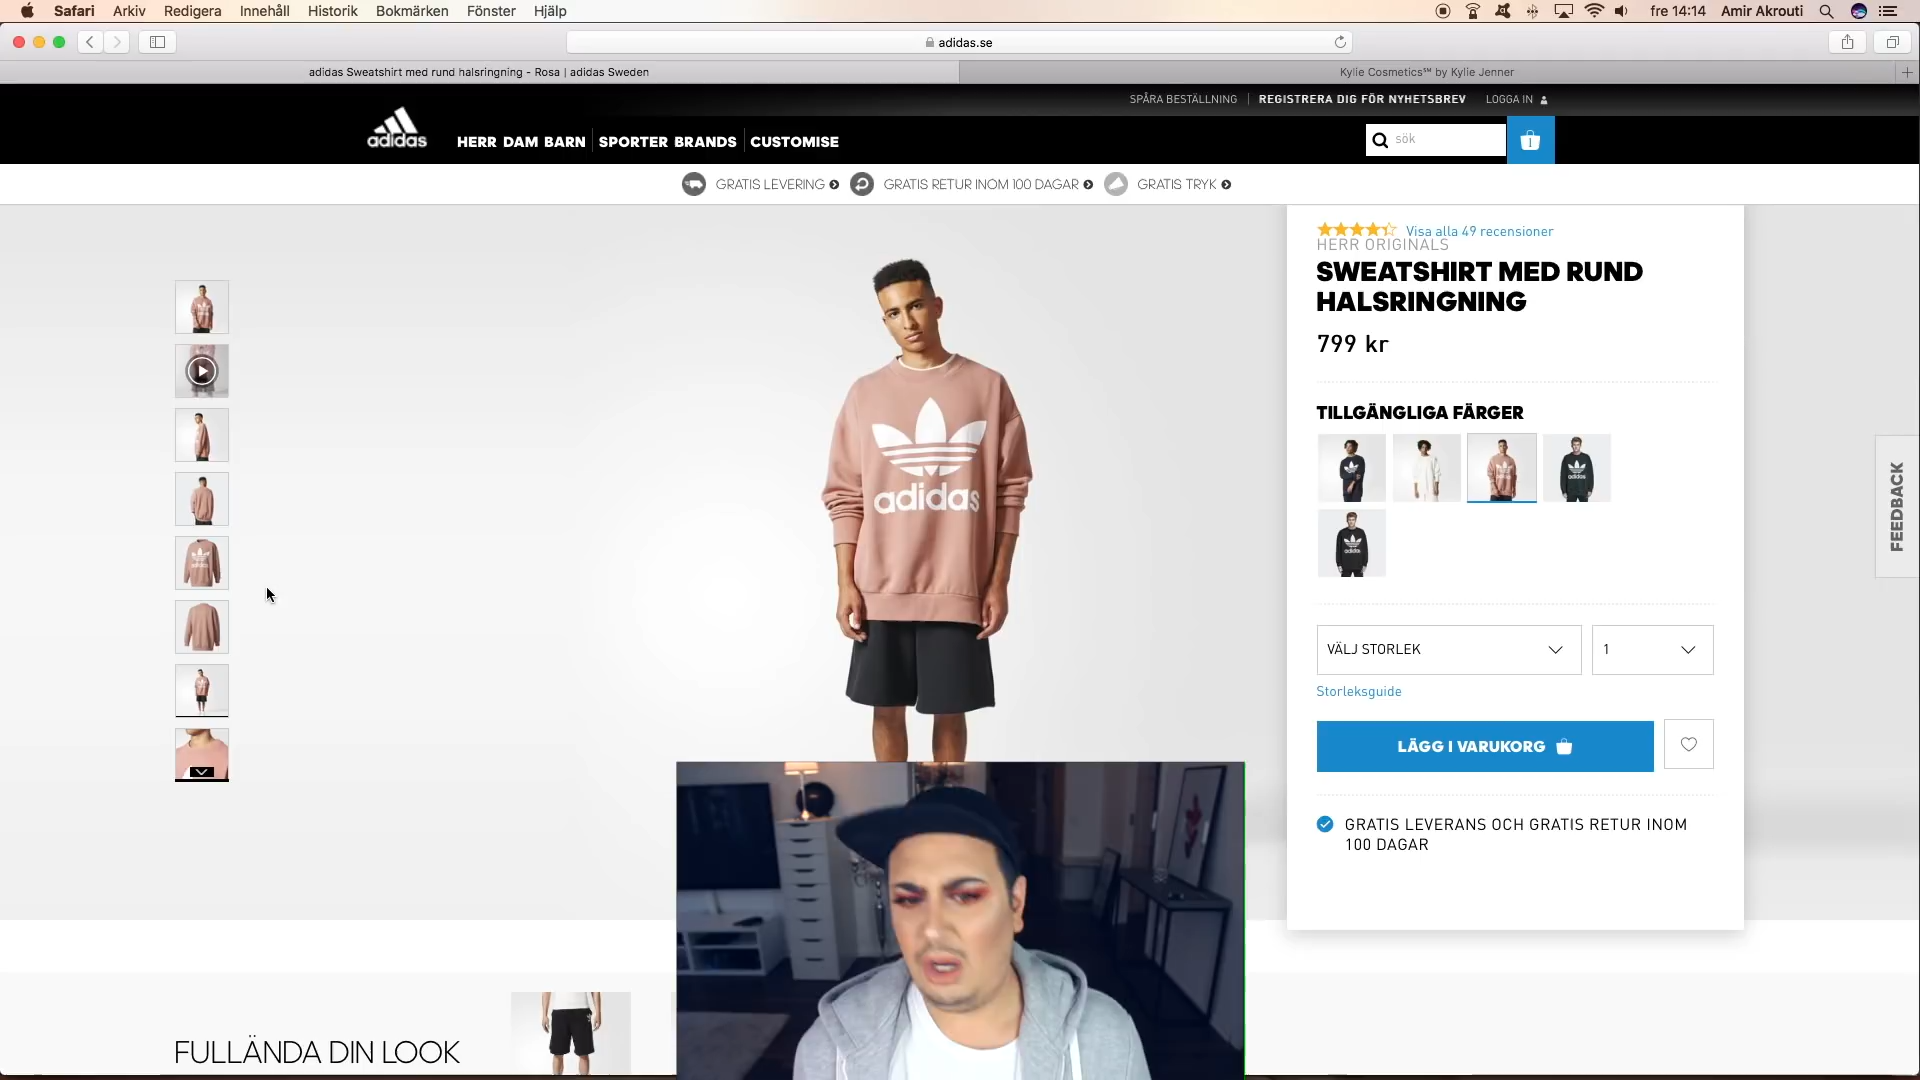 Safari Arkiv Redigera Innehåll Historik Bokmärken Fönster Hjälp fre 14:14 Amir Akrouti
adidas.se
adidas Sweatshirt med rund halsringning - Rosa | adidas Sweden
Kylie Cosmetics℠ by Kylie Jenner
SPÅRA BESTÄLLNING | REGISTRERA DIG FÖR NYHETSBREV LOGGA IN
adidas
HERR DAM BARN SPORTER BRANDS CUSTOMISE
sök
1
GRATIS LEVERING GRATIS RETUR INOM 100 DAGAR GRATIS TRYK
Visa alla 49 recensioner
HERR ORIGINALS
SWEATSHIRT MED RUND
HALSRINGNING
799 kr
TILLGÄNGLIGA FÄRGER
adidas
VÄLJ STORLEK
1
Storleksguide
LÄGG I VARUKORG
GRATIS LEVERANS OCH GRATIS RETUR INOM
100 DAGAR
FEEDBACK
FULLÄNDA DIN LOOK